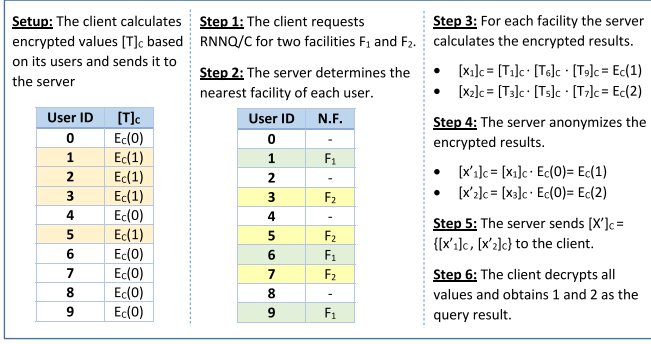 Setup: The client calculates
encrypted values [T]C based
on its users and sends it to
the server
User ID [T]C
0 EC(0)
1 EC(1)
2 EC(1)
3 EC(1)
4 EC(0)
5 EC(1)
6 EC(0)
7 EC(0)
8 EC(0)
9 EC(0)
Step 1: The client requests
RNNQ/C for two facilities F1 and F2.
Step 2: The server determines the
nearest facility of each user.
User ID N.F.
0 -
1 F1
2 -
3 F2
4 -
5 F2
6 F1
7 F2
8 -
9 F1
Step 3: For each facility the server
calculates the encrypted results.
• [x1]C = [T1]C · [T6]C · [T9]C = EC(1)
• [x2]C = [T3]C · [T5]C · [T7]C = EC(2)
Step 4: The server anonymizes the
encrypted results.
• [x'1]C = [x1]C · EC(0)= EC(1)
• [x'2]C = [x3]C · EC(0)= EC(2)
Step 5: The server sends [X']C =
{[x'1]C , [x'2]C} to the client.
Step 6: The client decrypts all
values and obtains 1 and 2 as the
query result.